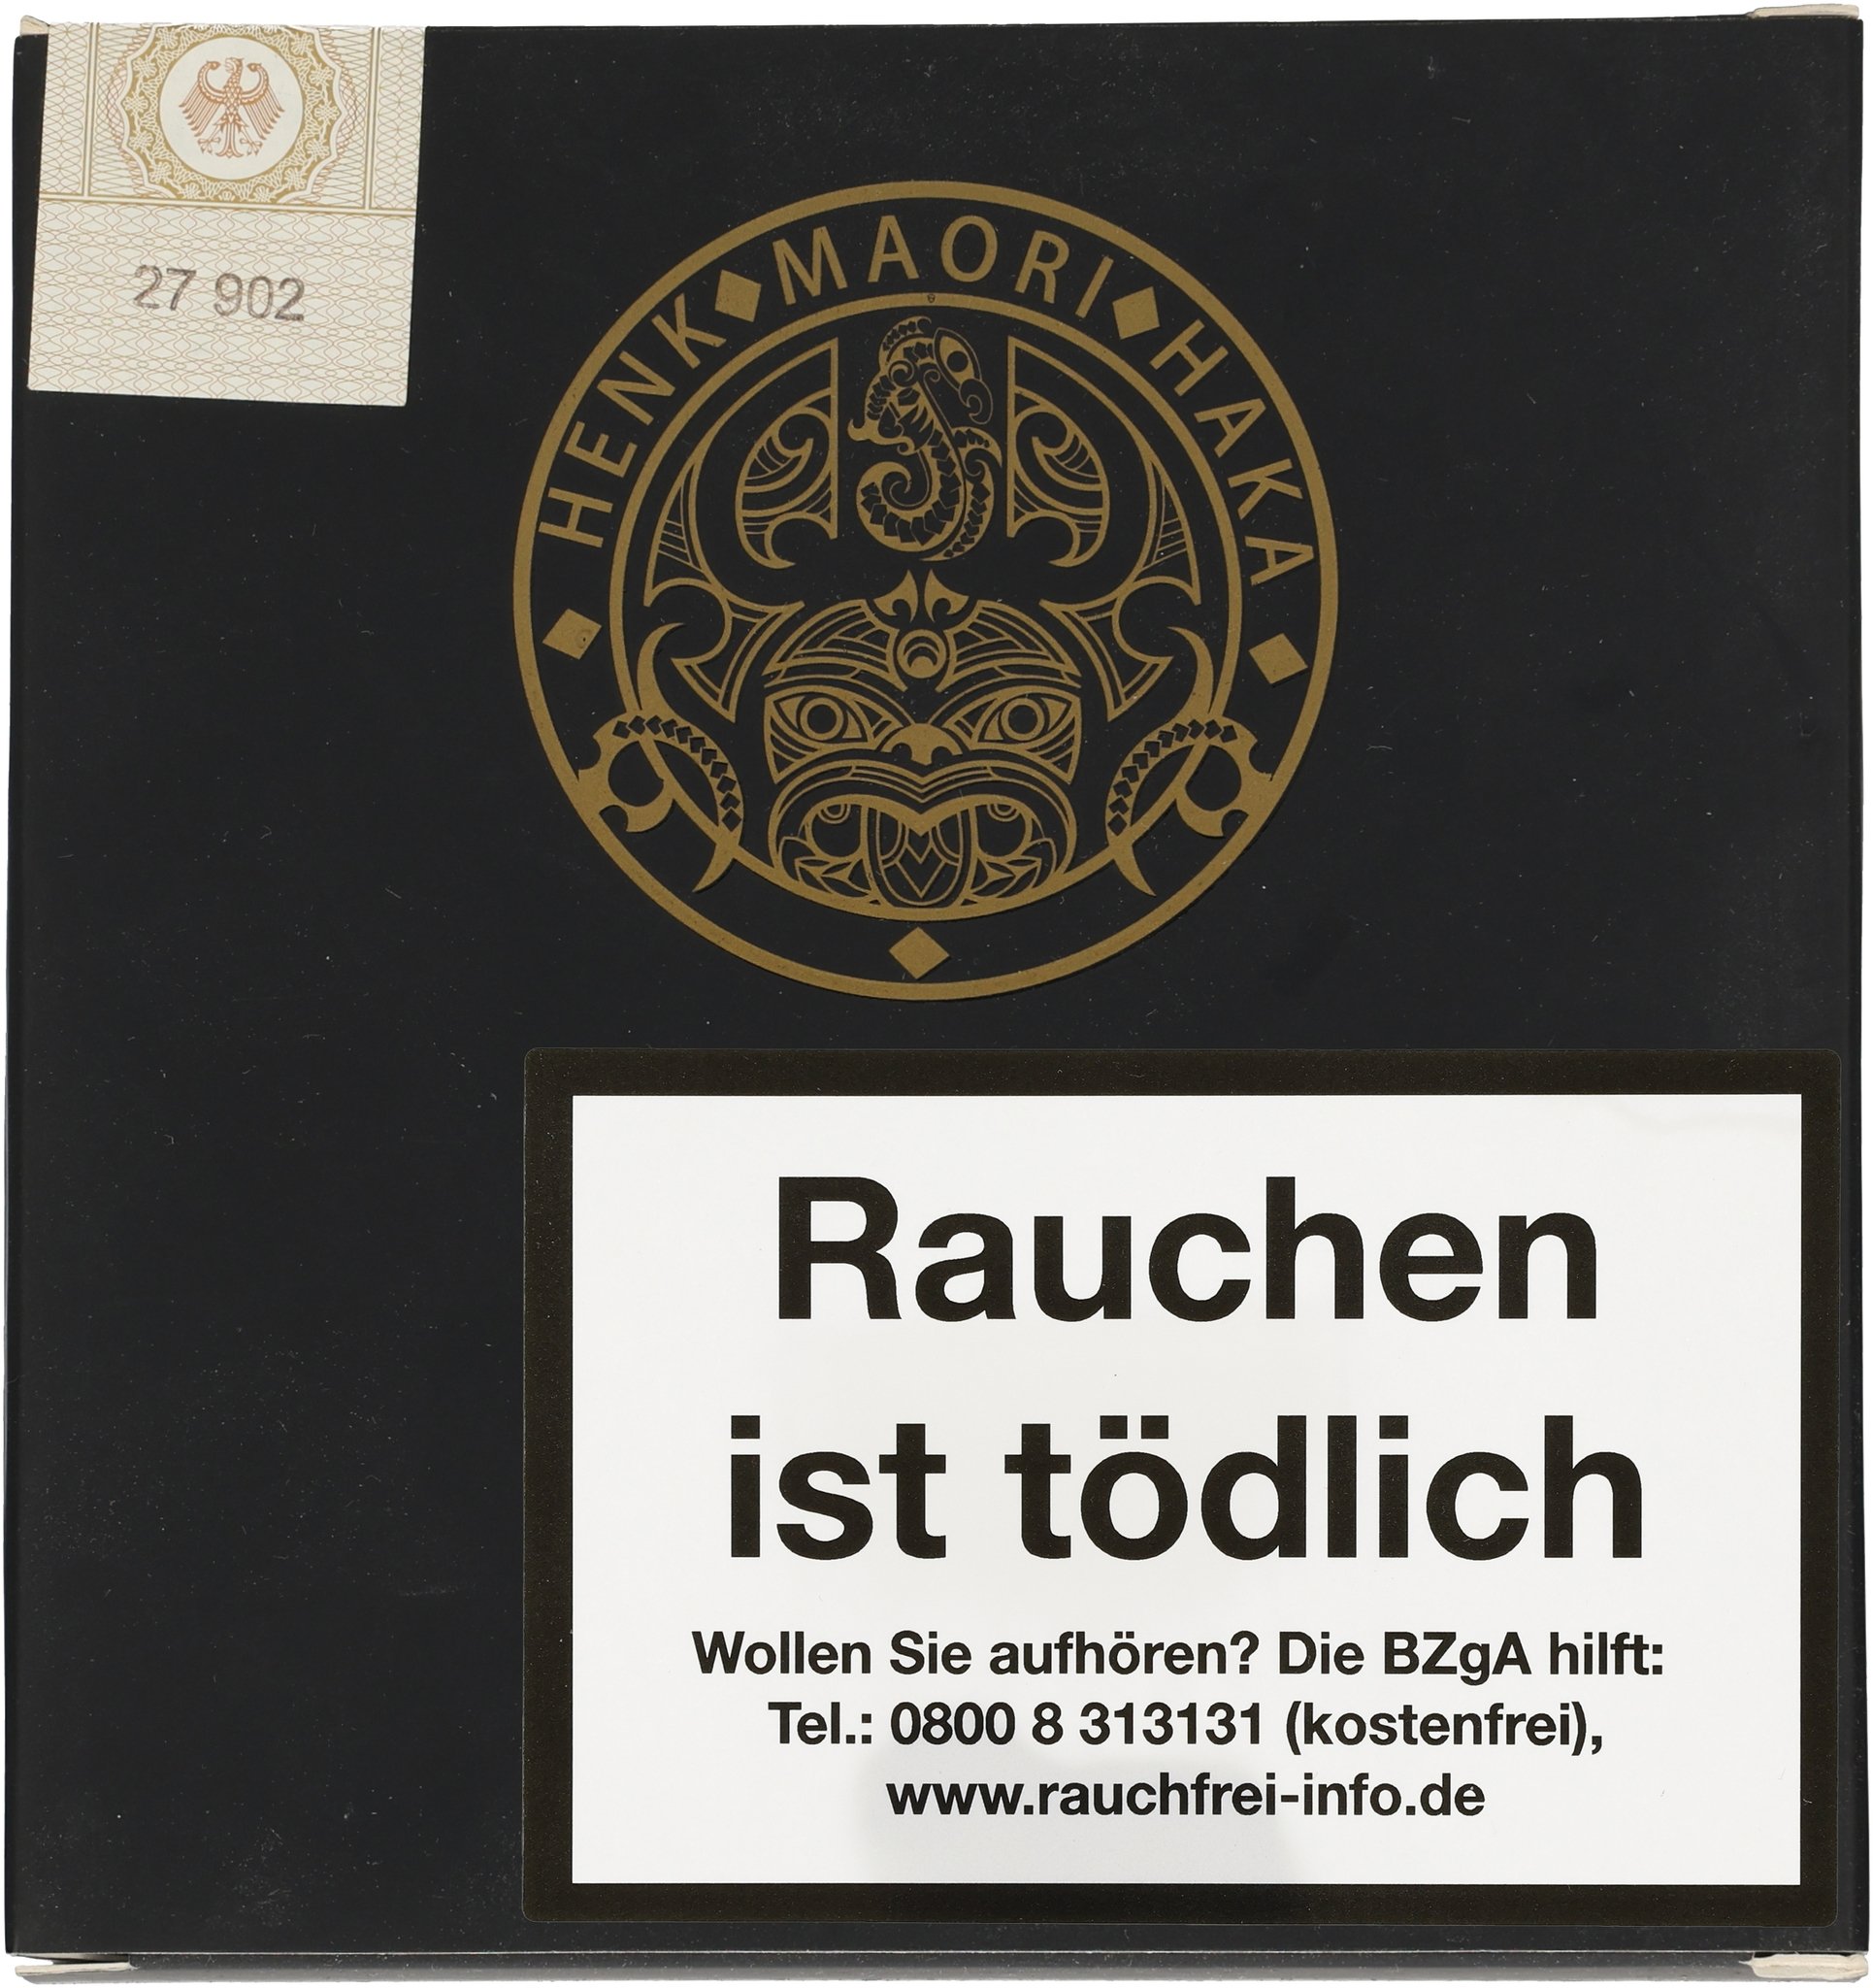 27 902
HENK◆MAORI◆HAKA
Rauchen
ist tödlich
Wollen Sie aufhören? Die BZgA hilft:
Tel.: 0800 8 313131 (kostenfrei),
www.rauchfrei-info.de